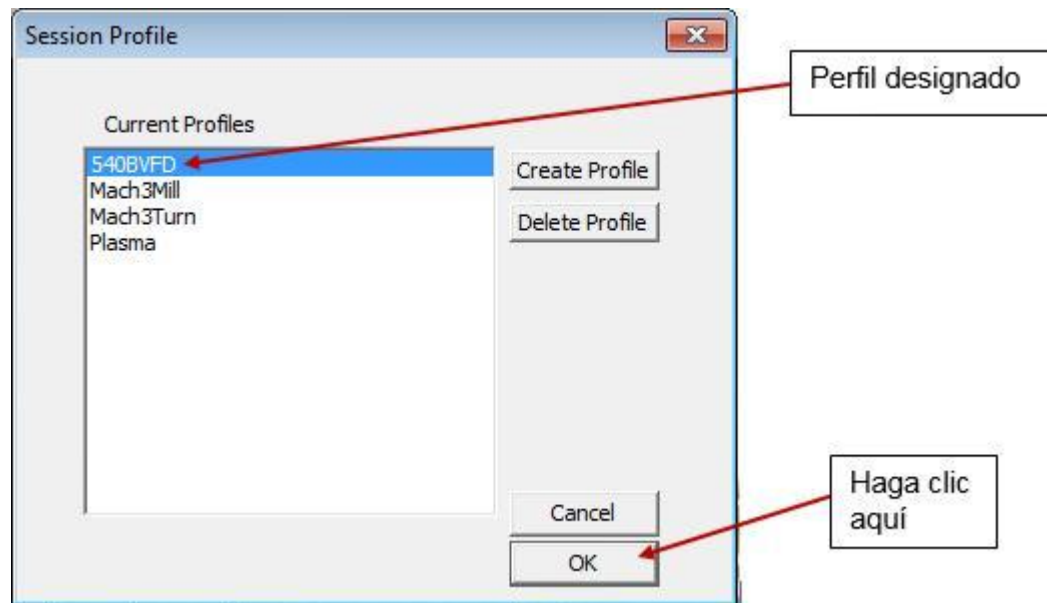 Session Profile
Perfil designado
Current Profiles
540BVFD
Mach3Mill
Mach3Turn
Plasma
Create Profile
Delete Profile
Haga clic
aquí
Cancel
OK